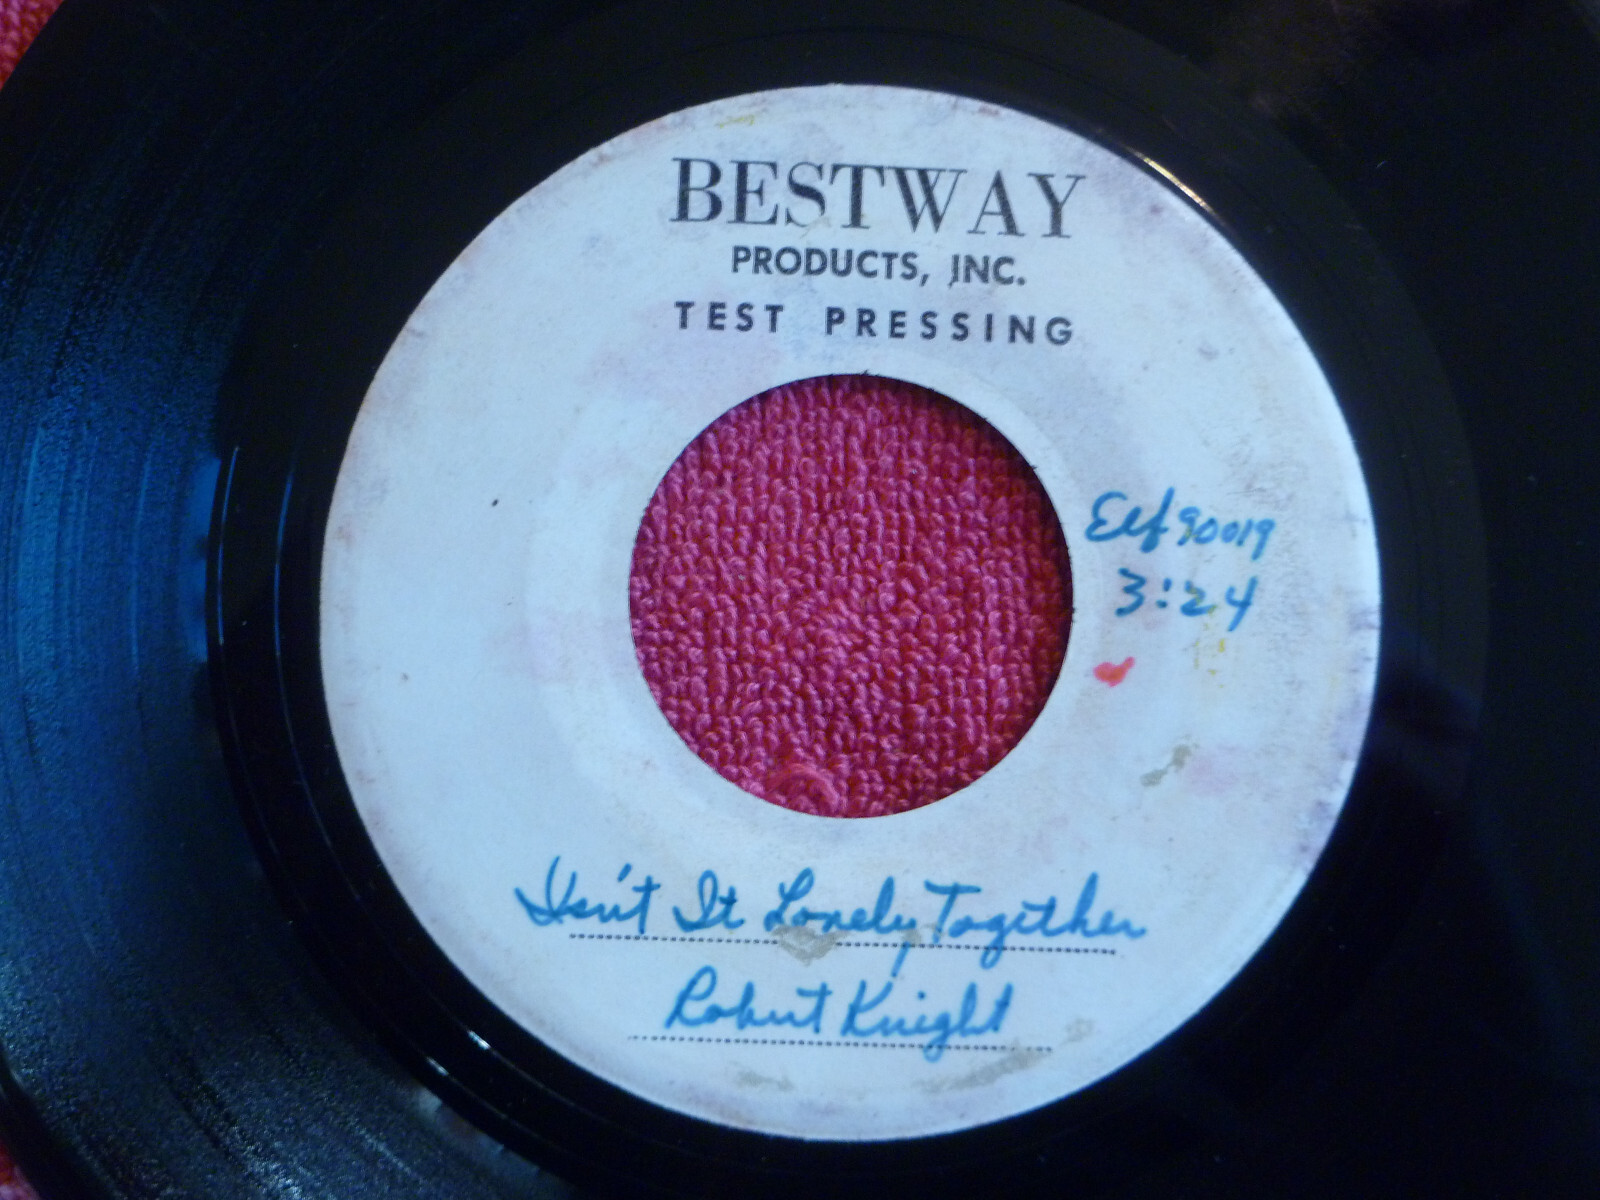 BESTWAY
PRODUCTS, INC.
TEST PRESSING
Elf 90019
3:24
Isn't It Lonely Together
Robert Knight